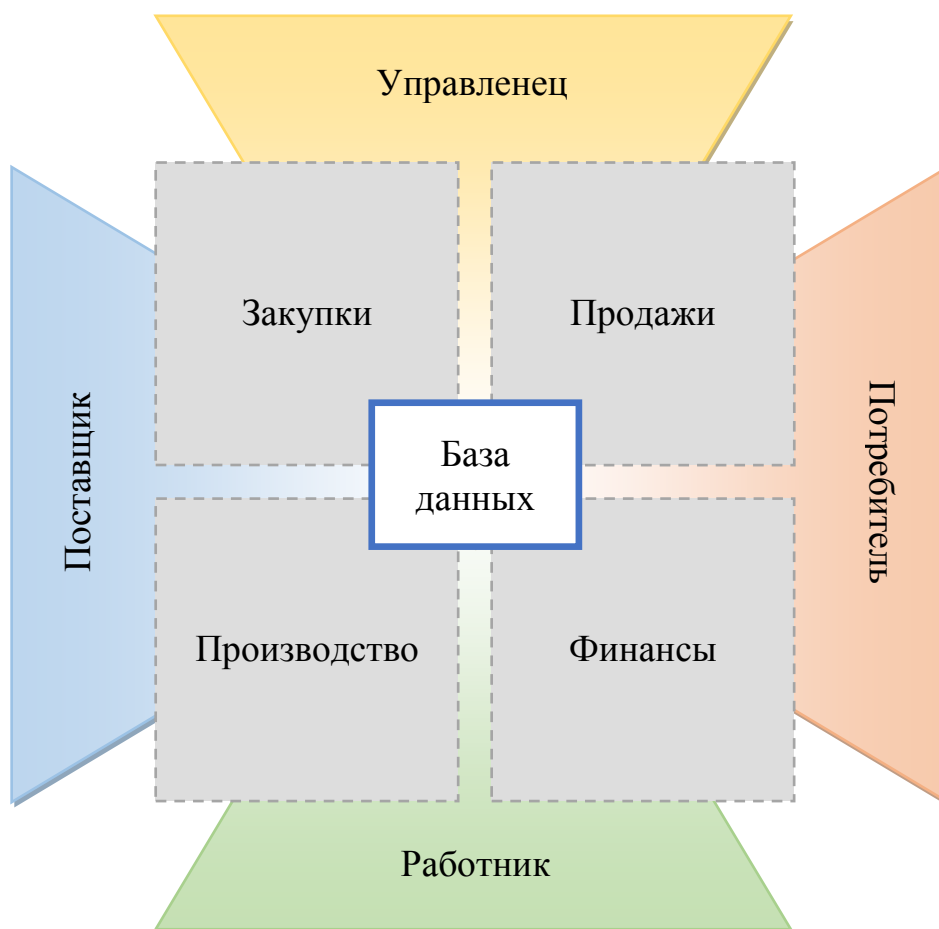 Управленец
Закупки
Продажи
Поставщик
База
данных
Потребитель
Производство
Финансы
Работник